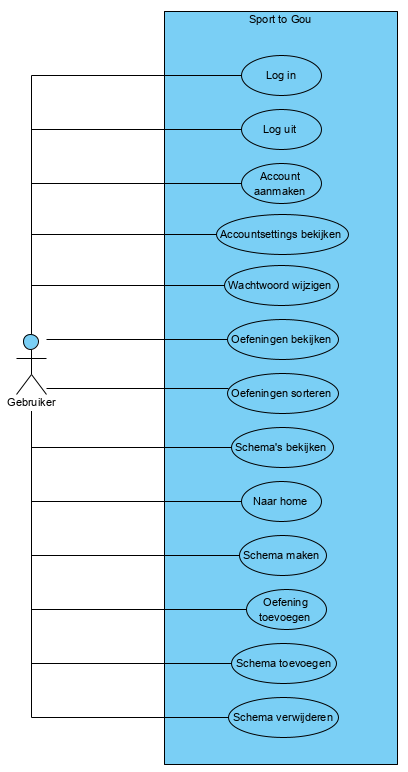 Sport to Gou
Log in
Log uit
Account
aanmaken
Accountsettings bekijken
Wachtwoord wijzigen
Oefeningen bekijken
Gebruiker
Oefeningen sorteren
Schema's bekijken
Naar home
Schema maken
Oefening
toevoegen
Schema toevoegen
Schema verwijderen